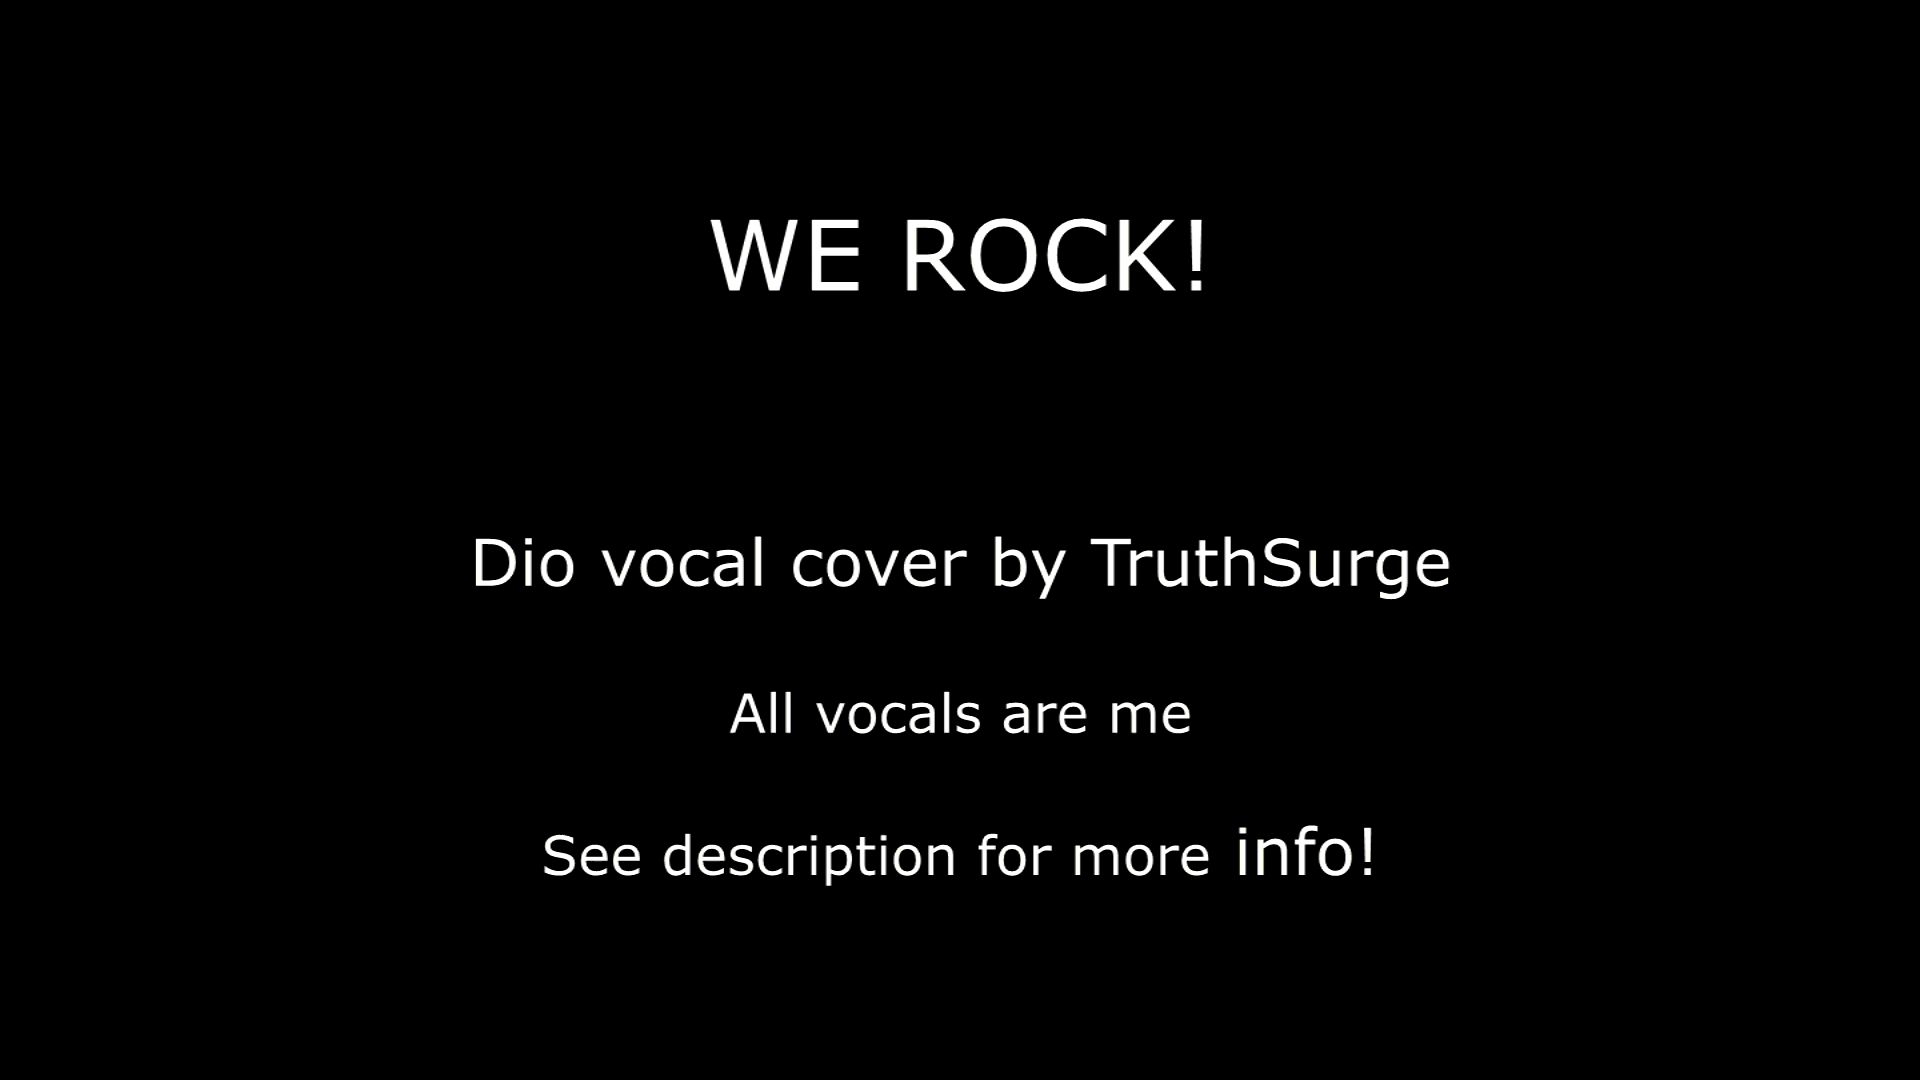 WE ROCK!
Dio vocal cover by TruthSurge
All vocals are me
See description for more info!